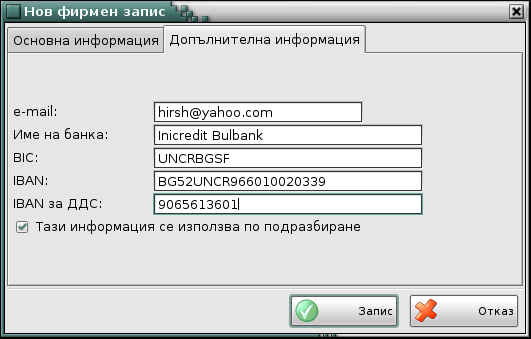 Нов фирмен запис
Основна информация Допълнителна информация
e-mail: hirsh@yahoo.com
Име на банка: Inicredit Bulbank
BIC: UNCRBGSF
IBAN: BG52UNCR966010020339
IBAN за ДДС: 9065613601
Тази информация се използва по подразбиране
Запис Отказ